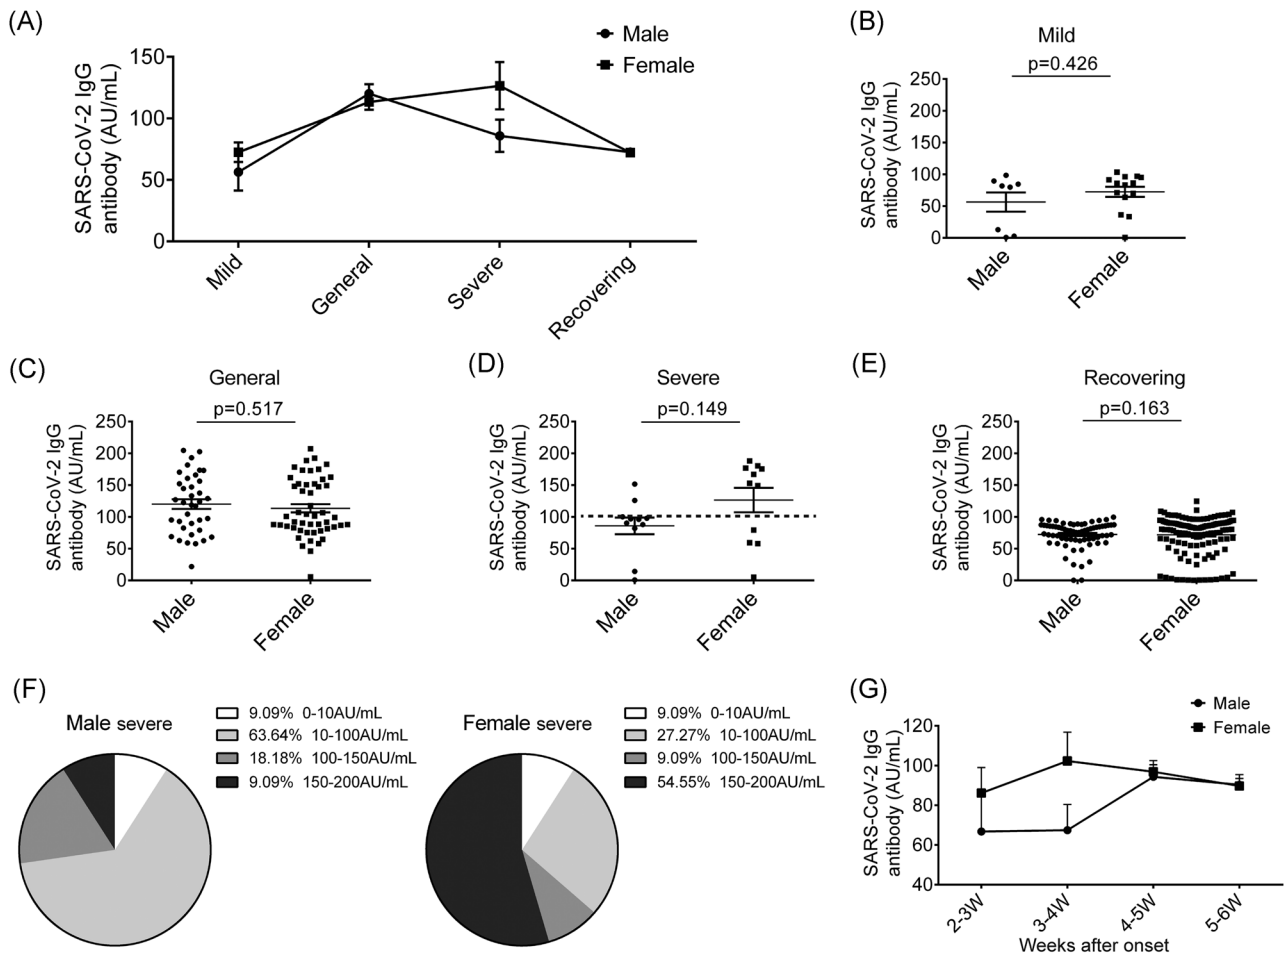 (A)
Male
Female
SARS-CoV-2 IgG
antibody (AU/mL)
150
100
50
0
Mild
General
Severe
Recovering
(B)
Mild
p=0.426
SARS-CoV-2 IgG
antibody (AU/mL)
250
200
150
100
50
0
Male
Female
(C)
General
p=0.517
SARS-CoV-2 IgG
antibody (AU/mL)
250
200
150
100
50
0
Male
Female
(D)
Severe
p=0.149
SARS-CoV-2 IgG
antibody (AU/mL)
250
200
150
100
50
0
Male
Female
(E)
Recovering
p=0.163
SARS-CoV-2 IgG
antibody (AU/mL)
250
200
150
100
50
0
Male
Female
(F)
Male severe
9.09% 0-10AU/mL
63.64% 10-100AU/mL
18.18% 100-150AU/mL
9.09% 150-200AU/mL
Female severe
9.09% 0-10AU/mL
27.27% 10-100AU/mL
9.09% 100-150AU/mL
54.55% 150-200AU/mL
(G)
Male
Female
SARS-CoV-2 IgG
antibody (AU/mL)
120
100
80
60
40
2-3W
3-4W
4-5W
5-6W
Weeks after onset